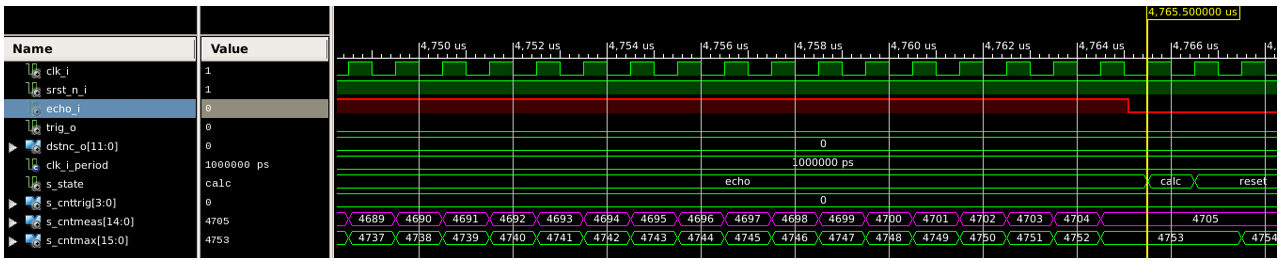 4,765.500000 us
Name Value
4,750 us 4,752 us 4,754 us 4,756 us 4,758 us 4,760 us 4,762 us 4,764 us 4,766 us 4,
clk_i 1
srst_n_i 1
echo_i 0
trig_o 0
dstnc_o[11:0] 0 0
clk_i_period 1000000 ps 1000000 ps
s_state calc echo calc reset
s_cnttrig[3:0] 0 0
s_cntmeas[14:0] 4705 4689 4690 4691 4692 4693 4694 4695 4696 4697 4698 4699 4700 4701 4702 4703 4704 4705
s_cntmax[15:0] 4753 4737 4738 4739 4740 4741 4742 4743 4744 4745 4746 4747 4748 4749 4750 4751 4752 4753 4754